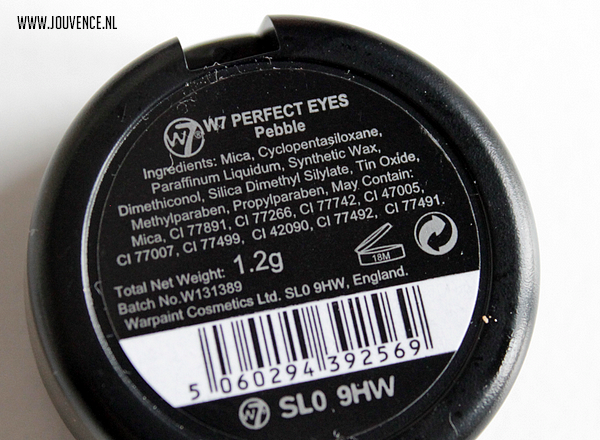 WWW.JOUVENCE.NL
W7® W7 PERFECT EYES
Pebble
Ingredients: Mica, Cyclopentasiloxane,
Paraffinum Liquidum, Synthetic Wax,
Dimethiconol, Silica Dimethyl Silylate, Tin Oxide,
Methylparaben, Propylparaben, May Contain:
Mica, CI 77891, CI 77266, CI 77742, CI 47005,
CI 77007, CI 77499, CI 42090, CI 77492, CI 77491.
18M
Total Net Weight: 1.2g
Batch No.W131389
Warpaint Cosmetics Ltd. SL0 9HW, England.
5 060294 392569
W7 SL0 9HW